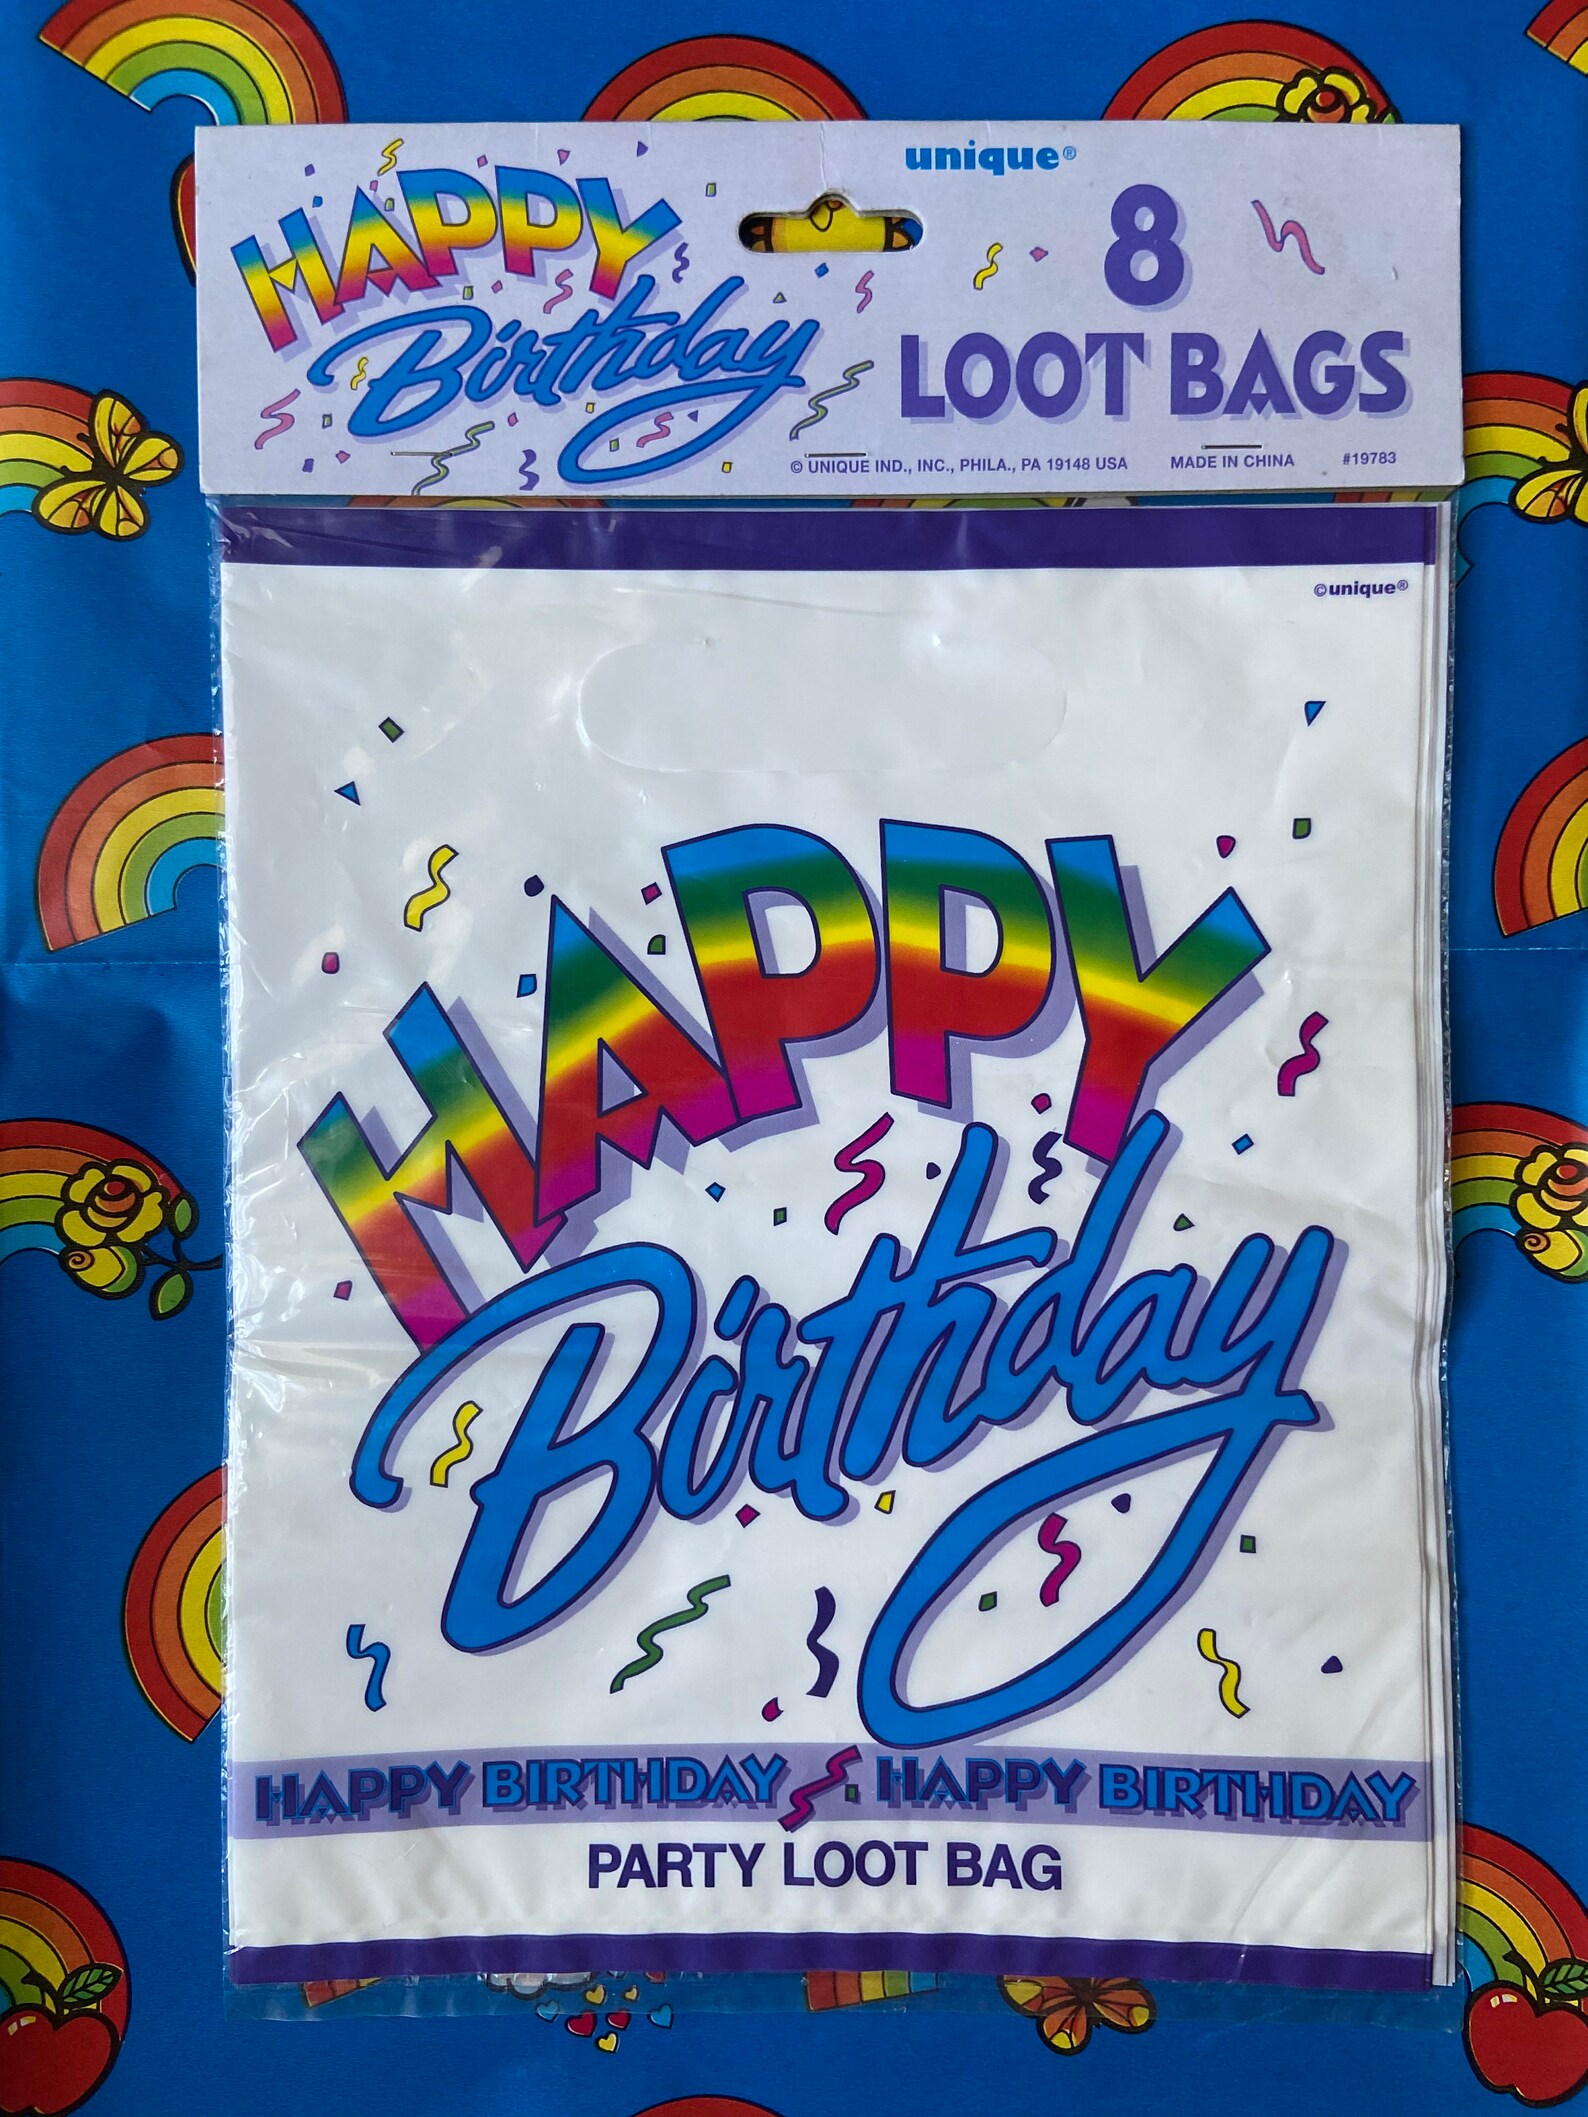 HAPPY
Birthday
unique®
8
LOOT BAGS
© UNIQUE IND., INC., PHILA., PA 19148 USA MADE IN CHINA #19783
©unique®
HAPPY
Birthday
HAPPY BIRTHDAY HAPPY BIRTHDAY
PARTY LOOT BAG